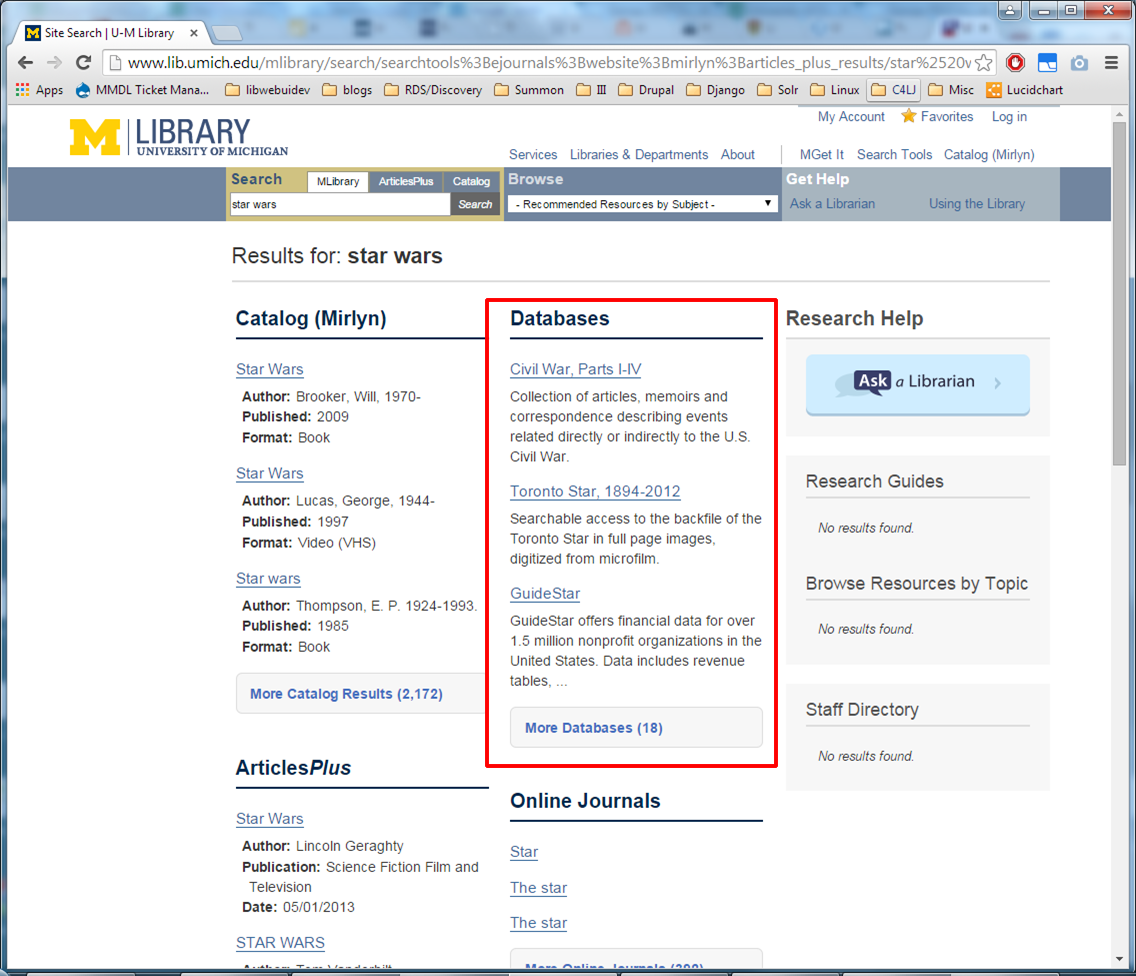 Site Search | U-M Library
www.lib.umich.edu/mlibrary/search/searchtools%3Bejournals%3Bwebsite%3Bmirlyn%3Barticles_plus_results/star%2520w
Apps MMDL Ticket Mana... libwebuidev blogs RDS/Discovery Summon III Drupal Django Solr Linux C4LJ Misc Lucidchart
My Account Favorites Log in
M LIBRARY
UNIVERSITY OF MICHIGAN
Services Libraries & Departments About MGet It Search Tools Catalog (Mirlyn)
Search MLibrary ArticlesPlus Catalog Browse Get Help
star wars Search - Recommended Resources by Subject - Ask a Librarian Using the Library
Results for: star wars
Catalog (Mirlyn)
Star Wars
Author: Brooker, Will, 1970-
Published: 2009
Format: Book
Star Wars
Author: Lucas, George, 1944-
Published: 1997
Format: Video (VHS)
Star wars
Author: Thompson, E. P. 1924-1993.
Published: 1985
Format: Book
More Catalog Results (2,172)
ArticlesPlus
Star Wars
Author: Lincoln Geraghty
Publication: Science Fiction Film and
Television
Date: 05/01/2013
STAR WARS
Databases
Civil War, Parts I-IV
Collection of articles, memoirs and
correspondence describing events
related directly or indirectly to the U.S.
Civil War.
Toronto Star, 1894-2012
Searchable access to the backfile of the
Toronto Star in full page images,
digitized from microfilm.
GuideStar
GuideStar offers financial data for over
1.5 million nonprofit organizations in the
United States. Data includes revenue
tables, ...
More Databases (18)
Online Journals
Star
The star
The star
More Online Journals
Research Help
Ask a Librarian
Research Guides
No results found.
Browse Resources by Topic
No results found.
Staff Directory
No results found.